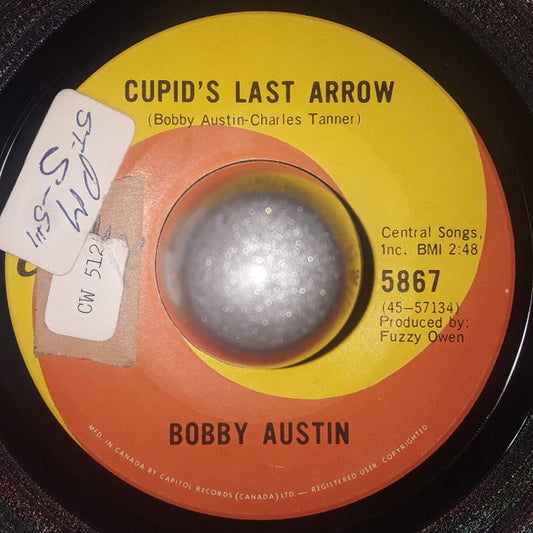 CUPID'S LAST ARROW
(Bobby Austin-Charles Tanner)
CW 512
Central Songs,
Inc. BMI 2:48
5867
(45-57134)
Produced by:
Fuzzy Owen
BOBBY AUSTIN
MFD. IN CANADA BY CAPITOL RECORDS (CANADA) LTD. — REGISTERED USER. COPYRIGHTED.